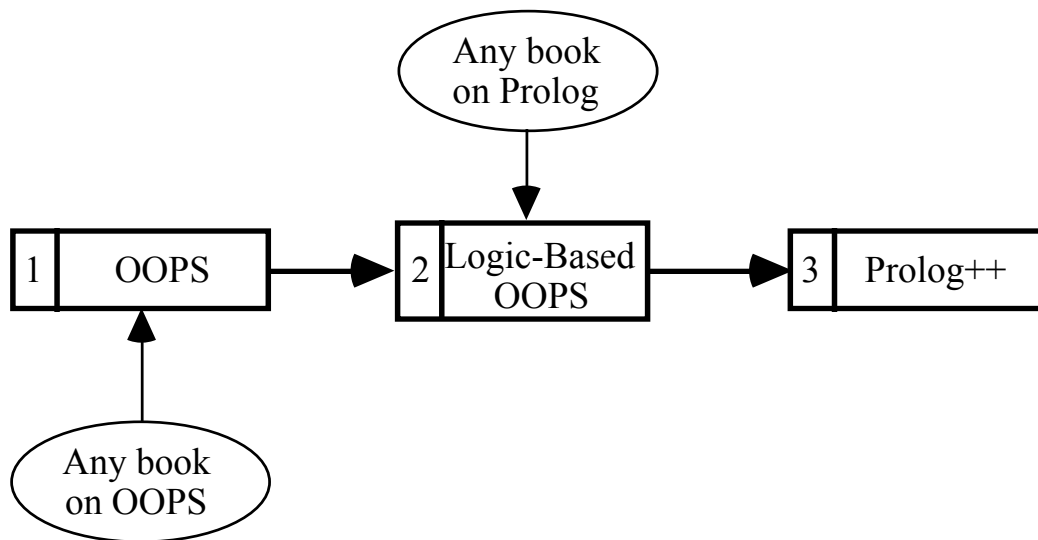 Any book
on Prolog
1
OOPS
2
Logic-Based
OOPS
3
Prolog++
Any book
on OOPS